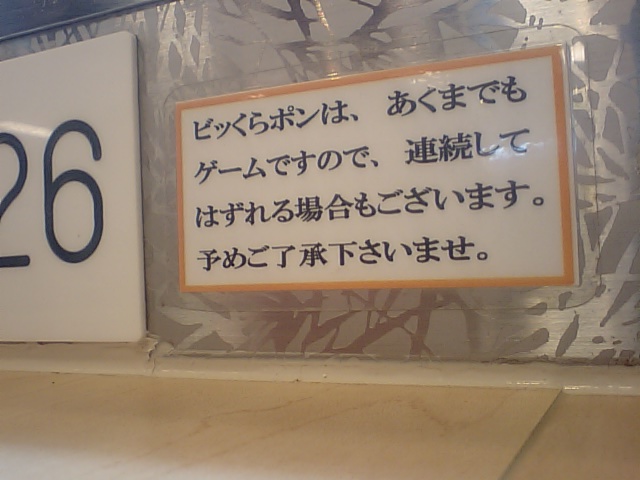 26
ビッくらポンは、あくまでも
ゲームですので、連続して
はずれる場合もございます。
予めご了承下さいませ。